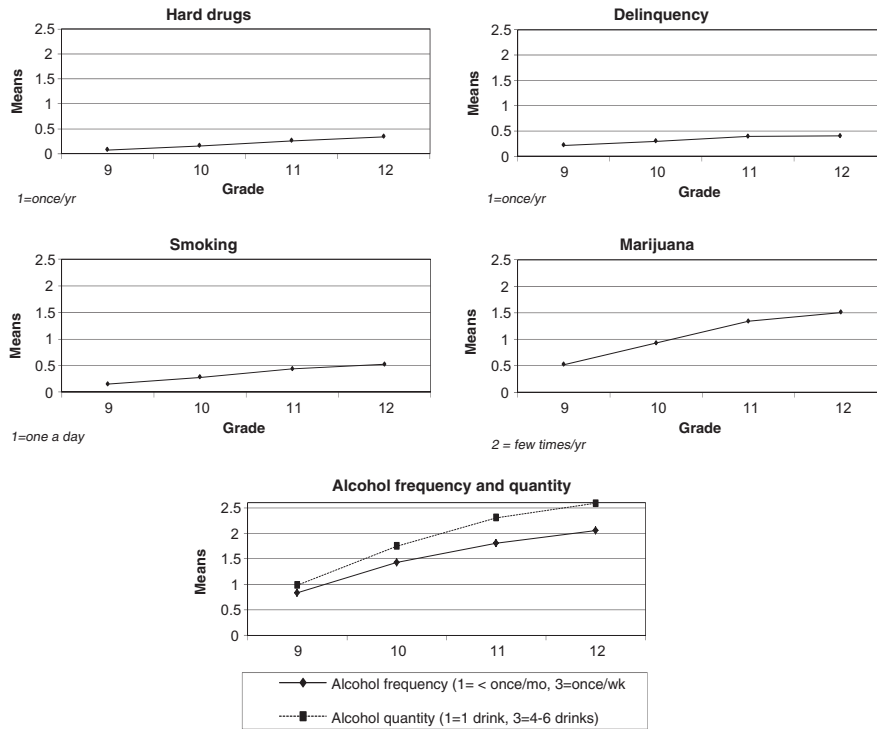 Hard drugs
2.5
2
1.5
1
0.5
0
Means
9 10 11 12
Grade
1=once/yr
Delinquency
2.5
2
1.5
1
0.5
0
Means
9 10 11 12
Grade
1=once/yr
Smoking
2.5
2
1.5
1
0.5
0
Means
9 10 11 12
Grade
1=one a day
Marijuana
2.5
2
1.5
1
0.5
0
Means
9 10 11 12
Grade
2 = few times/yr
Alcohol frequency and quantity
2.5
2
1.5
1
0.5
0
Means
9 10 11 12
Alcohol frequency (1= < once/mo, 3=once/wk
Alcohol quantity (1=1 drink, 3=4-6 drinks)